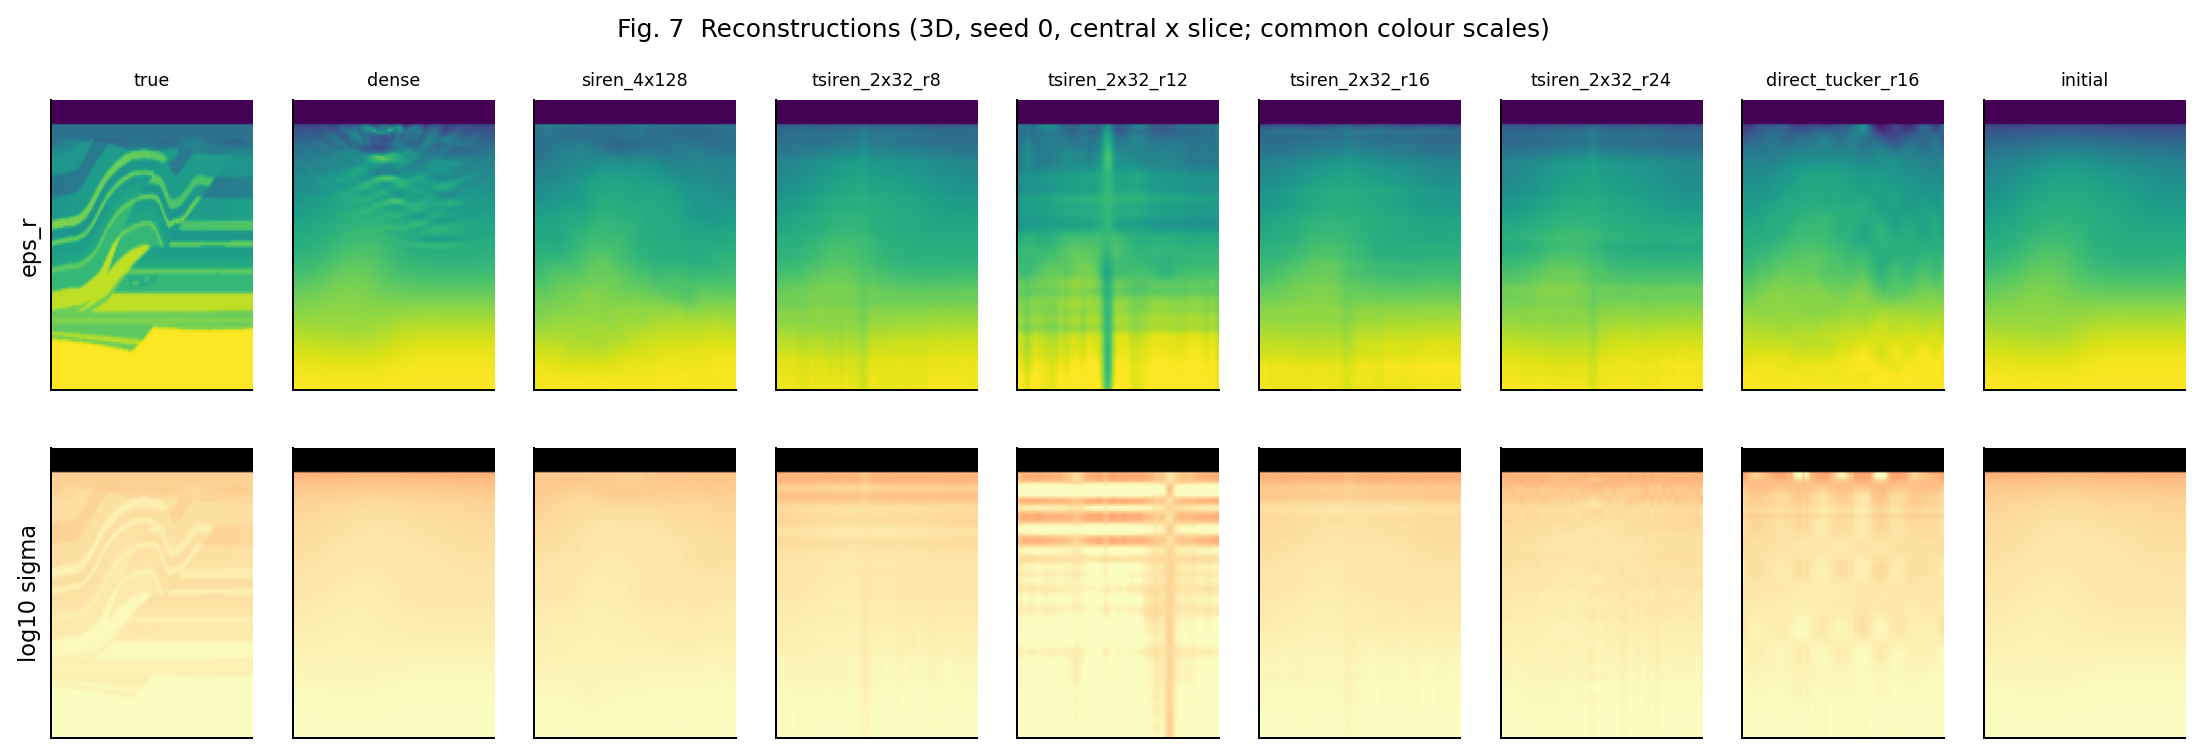 Fig. 7  Reconstructions (3D, seed 0, central x slice; common colour scales)
true
dense
siren_4x128
tsiren_2x32_r8
tsiren_2x32_r12
tsiren_2x32_r16
tsiren_2x32_r24
direct_tucker_r16
initial
eps_r
log10 sigma